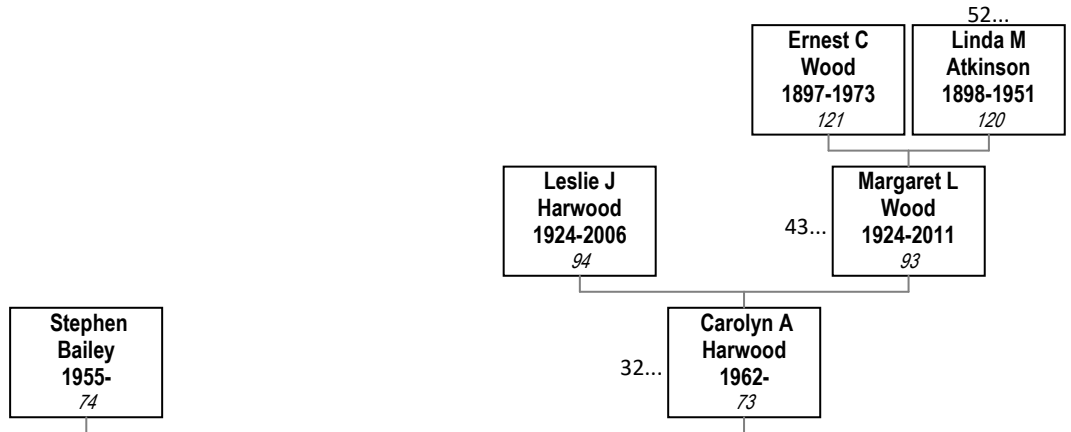 52...
Ernest C
Wood
1897-1973
121
Linda M
Atkinson
1898-1951
120
Leslie J
Harwood
1924-2006
94
43...
Margaret L
Wood
1924-2011
93
Stephen
Bailey
1955-
74
32...
Carolyn A
Harwood
1962-
73